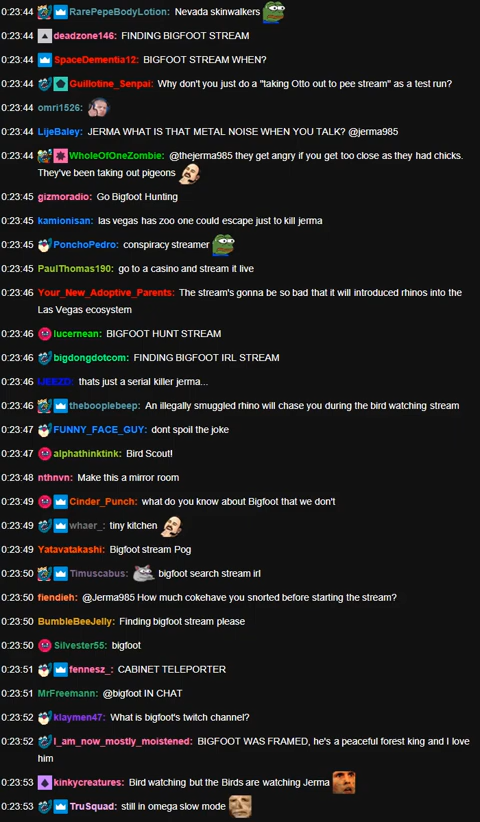 0:23:44 RarePepeBodyLotion: Nevada skinwalkers
0:23:44 deadzone146: FINDING BIGFOOT STREAM
0:23:44 SpaceDementia12: BIGFOOT STREAM WHEN?
0:23:44 Guillotine_Senpai: Why don't you just do a "taking Otto out to pee stream" as a test run?
0:23:44 omri1526:
0:23:44 LijeBaley: JERMA WHAT IS THAT METAL NOISE WHEN YOU TALK? @jerma985
0:23:44 WholeOfOneZombie: @thejerma985 they get angry if you get too close as they had chicks.
They've been taking out pigeons
0:23:45 gizmoradio: Go Bigfoot Hunting
0:23:45 kamionisan: las vegas has zoo one could escape just to kill jerma
0:23:45 PonchoPedro: conspiracy streamer
0:23:45 PaulThomas190: go to a casino and stream it live
0:23:46 Your_New_Adoptive_Parents: The stream's gonna be so bad that it will introduced rhinos into the
Las Vegas ecosystem
0:23:46 lucernean: BIGFOOT HUNT STREAM
0:23:46 bigdongdotcom: FINDING BIGFOOT IRL STREAM
0:23:46 IJEEZD: thats just a serial killer jerma...
0:23:46 thebooplebeep: An illegally smuggled rhino will chase you during the bird watching stream
0:23:47 FUNNY_FACE_GUY: dont spoil the joke
0:23:47 alphathinktink: Bird Scout!
0:23:48 nthnvn: Make this a mirror room
0:23:49 Cinder_Punch: what do you know about Bigfoot that we don't
0:23:49 whaer_: tiny kitchen
0:23:49 Yatavatakashi: Bigfoot stream Pog
0:23:50 Timuscabus: bigfoot search stream irl
0:23:50 fiendieh: @Jerma985 How much cokehave you snorted before starting the stream?
0:23:50 BumbleBeeJelly: Finding bigfoot stream please
0:23:50 Silvester55: bigfoot
0:23:51 fennesz_: CABINET TELEPORTER
0:23:51 MrFreemann: @bigfoot IN CHAT
0:23:52 klaymen47: What is bigfoot's twitch channel?
0:23:52 I_am_now_mostly_moistened: BIGFOOT WAS FRAMED, he's a peaceful forest king and I love
him
0:23:53 kinkycreatures: Bird watching but the Birds are watching Jerma
0:23:53 TruSquad: still in omega slow mode